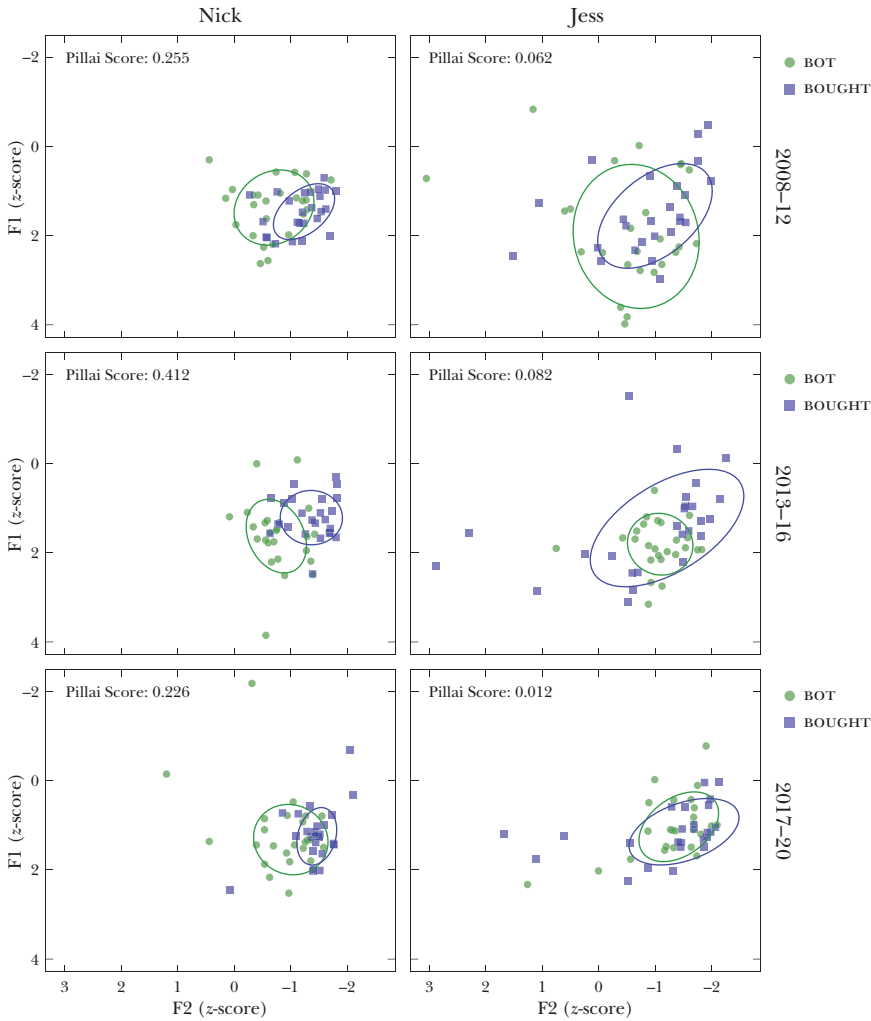 Nick Jess
Pillai Score: 0.255
Pillai Score: 0.062
BOT
BOUGHT
−2
0
2
4
F1 (z-score)
2008–12
Pillai Score: 0.412
Pillai Score: 0.082
BOT
BOUGHT
−2
0
2
4
F1 (z-score)
2013–16
Pillai Score: 0.226
Pillai Score: 0.012
BOT
BOUGHT
−2
0
2
4
F1 (z-score)
2017–20
3 2 1 0 −1 −2
3 2 1 0 −1 −2
F2 (z-score)
F2 (z-score)